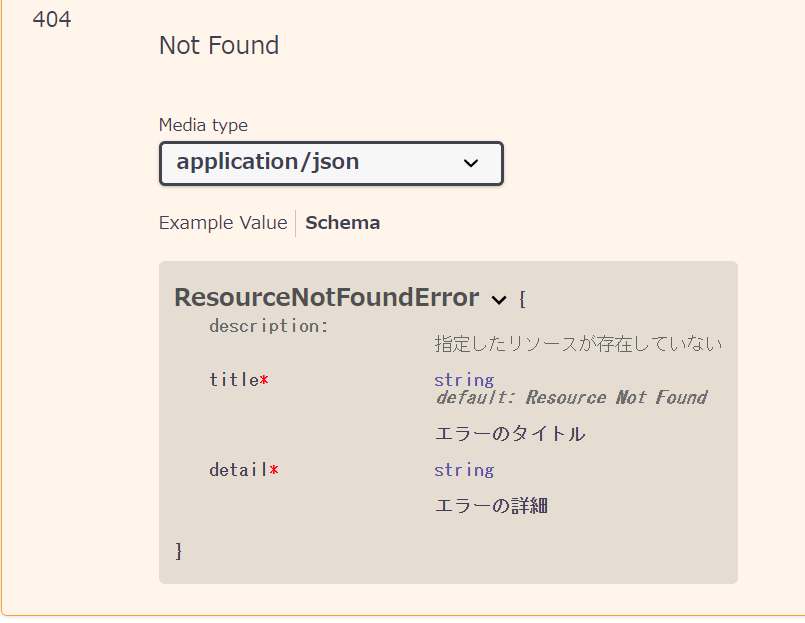 404
Not Found
Media type
application/json
Example Value Schema
ResourceNotFoundError {
description:
指定したリソースが存在していない
title* string
default: Resource Not Found
エラーのタイトル
detail* string
エラーの詳細
}